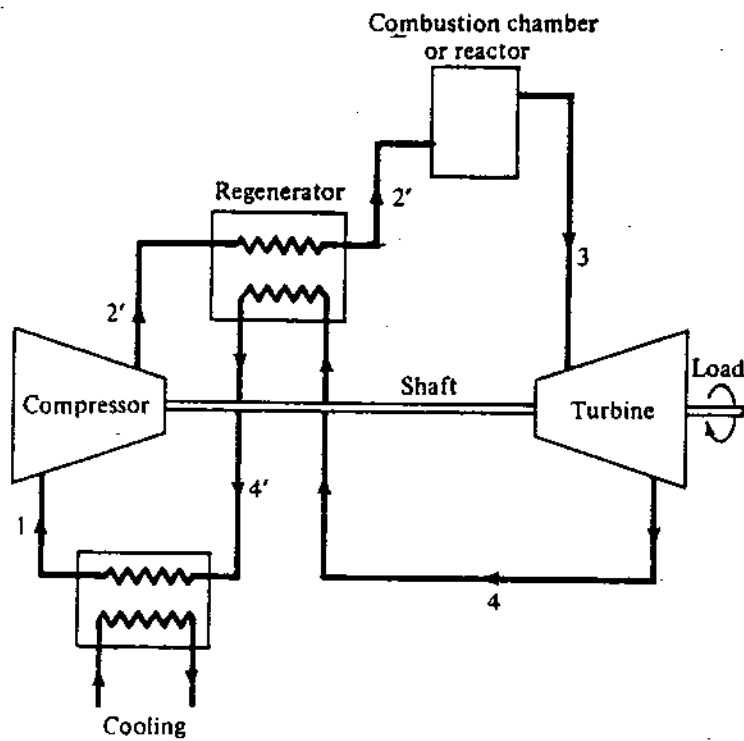 Combustion chamber
or reactor
Regenerator
2'
3
2'
Load
Shaft
Compressor
Turbine
4'
1
4
Cooling